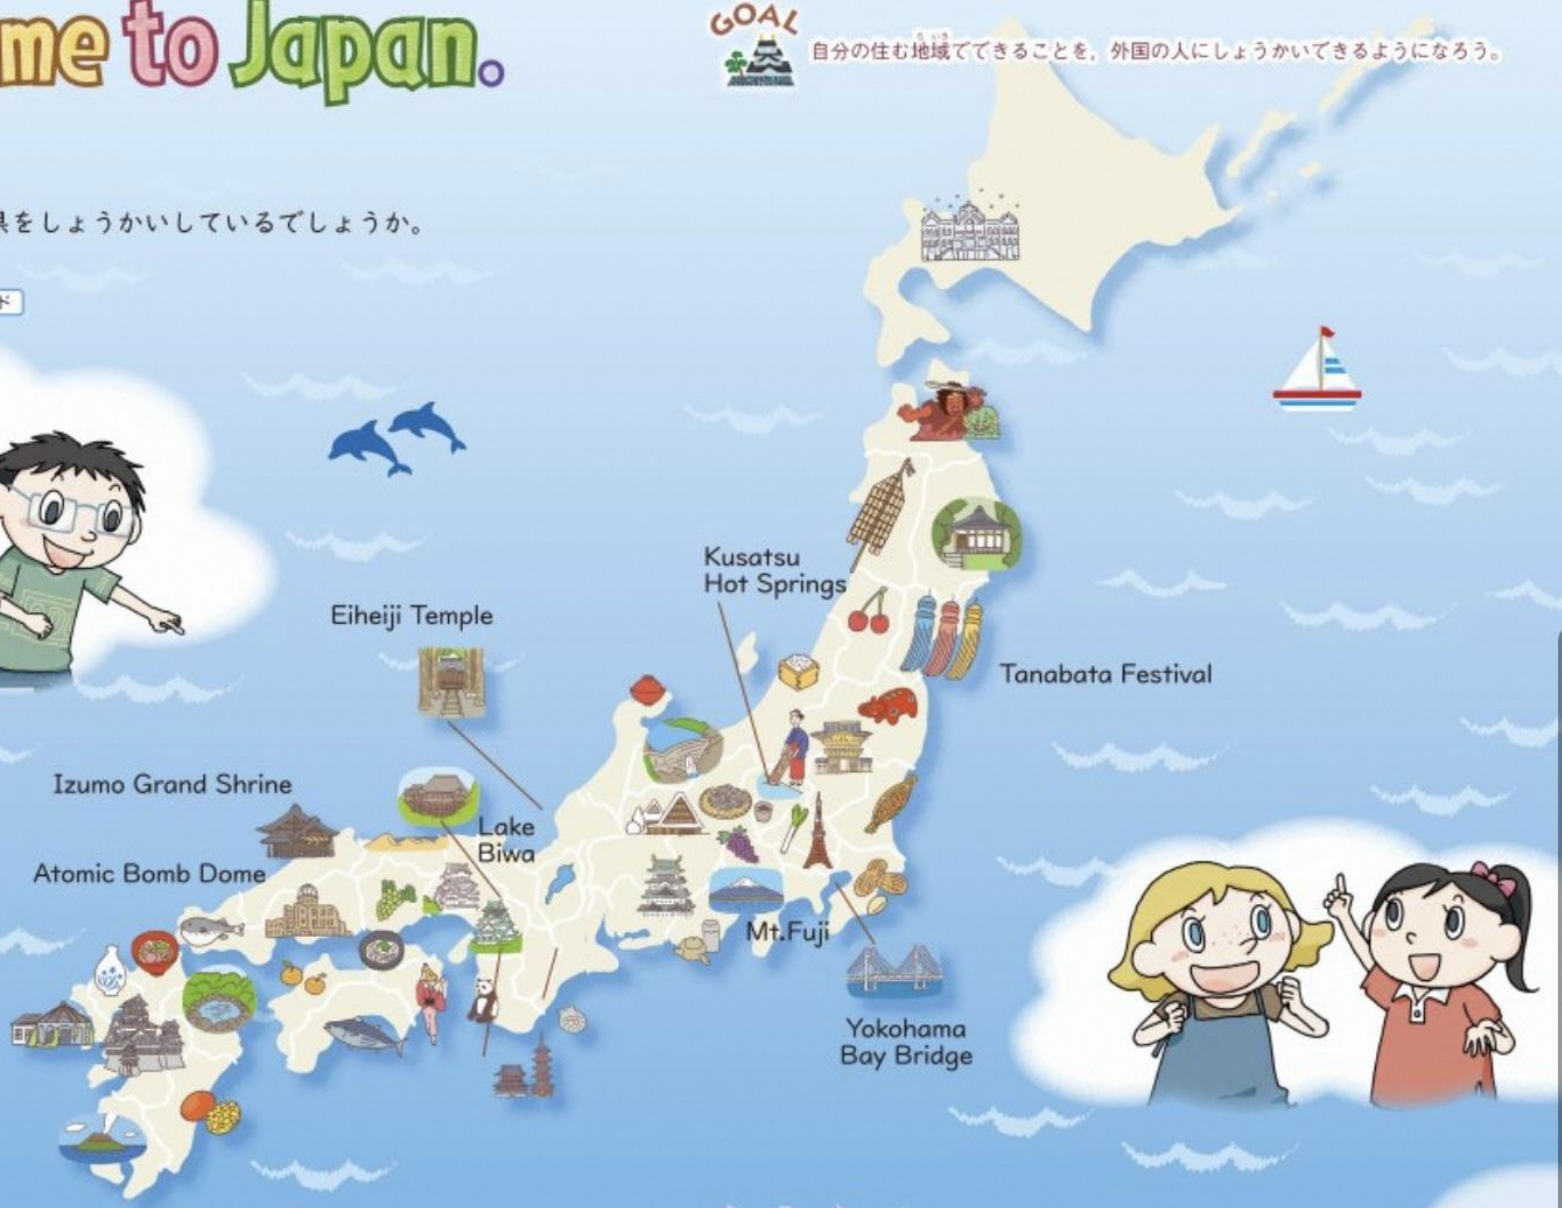 me to Japan.
GOAL
自分の住む地域でできることを,外国の人にしょうかいできるようになろう。
県をしょうかいしているでしょうか。
ド
Kusatsu
Hot Springs
Eiheiji Temple
Tanabata Festival
Izumo Grand Shrine
Lake
Biwa
Atomic Bomb Dome
Mt.Fuji
Yokohama
Bay Bridge